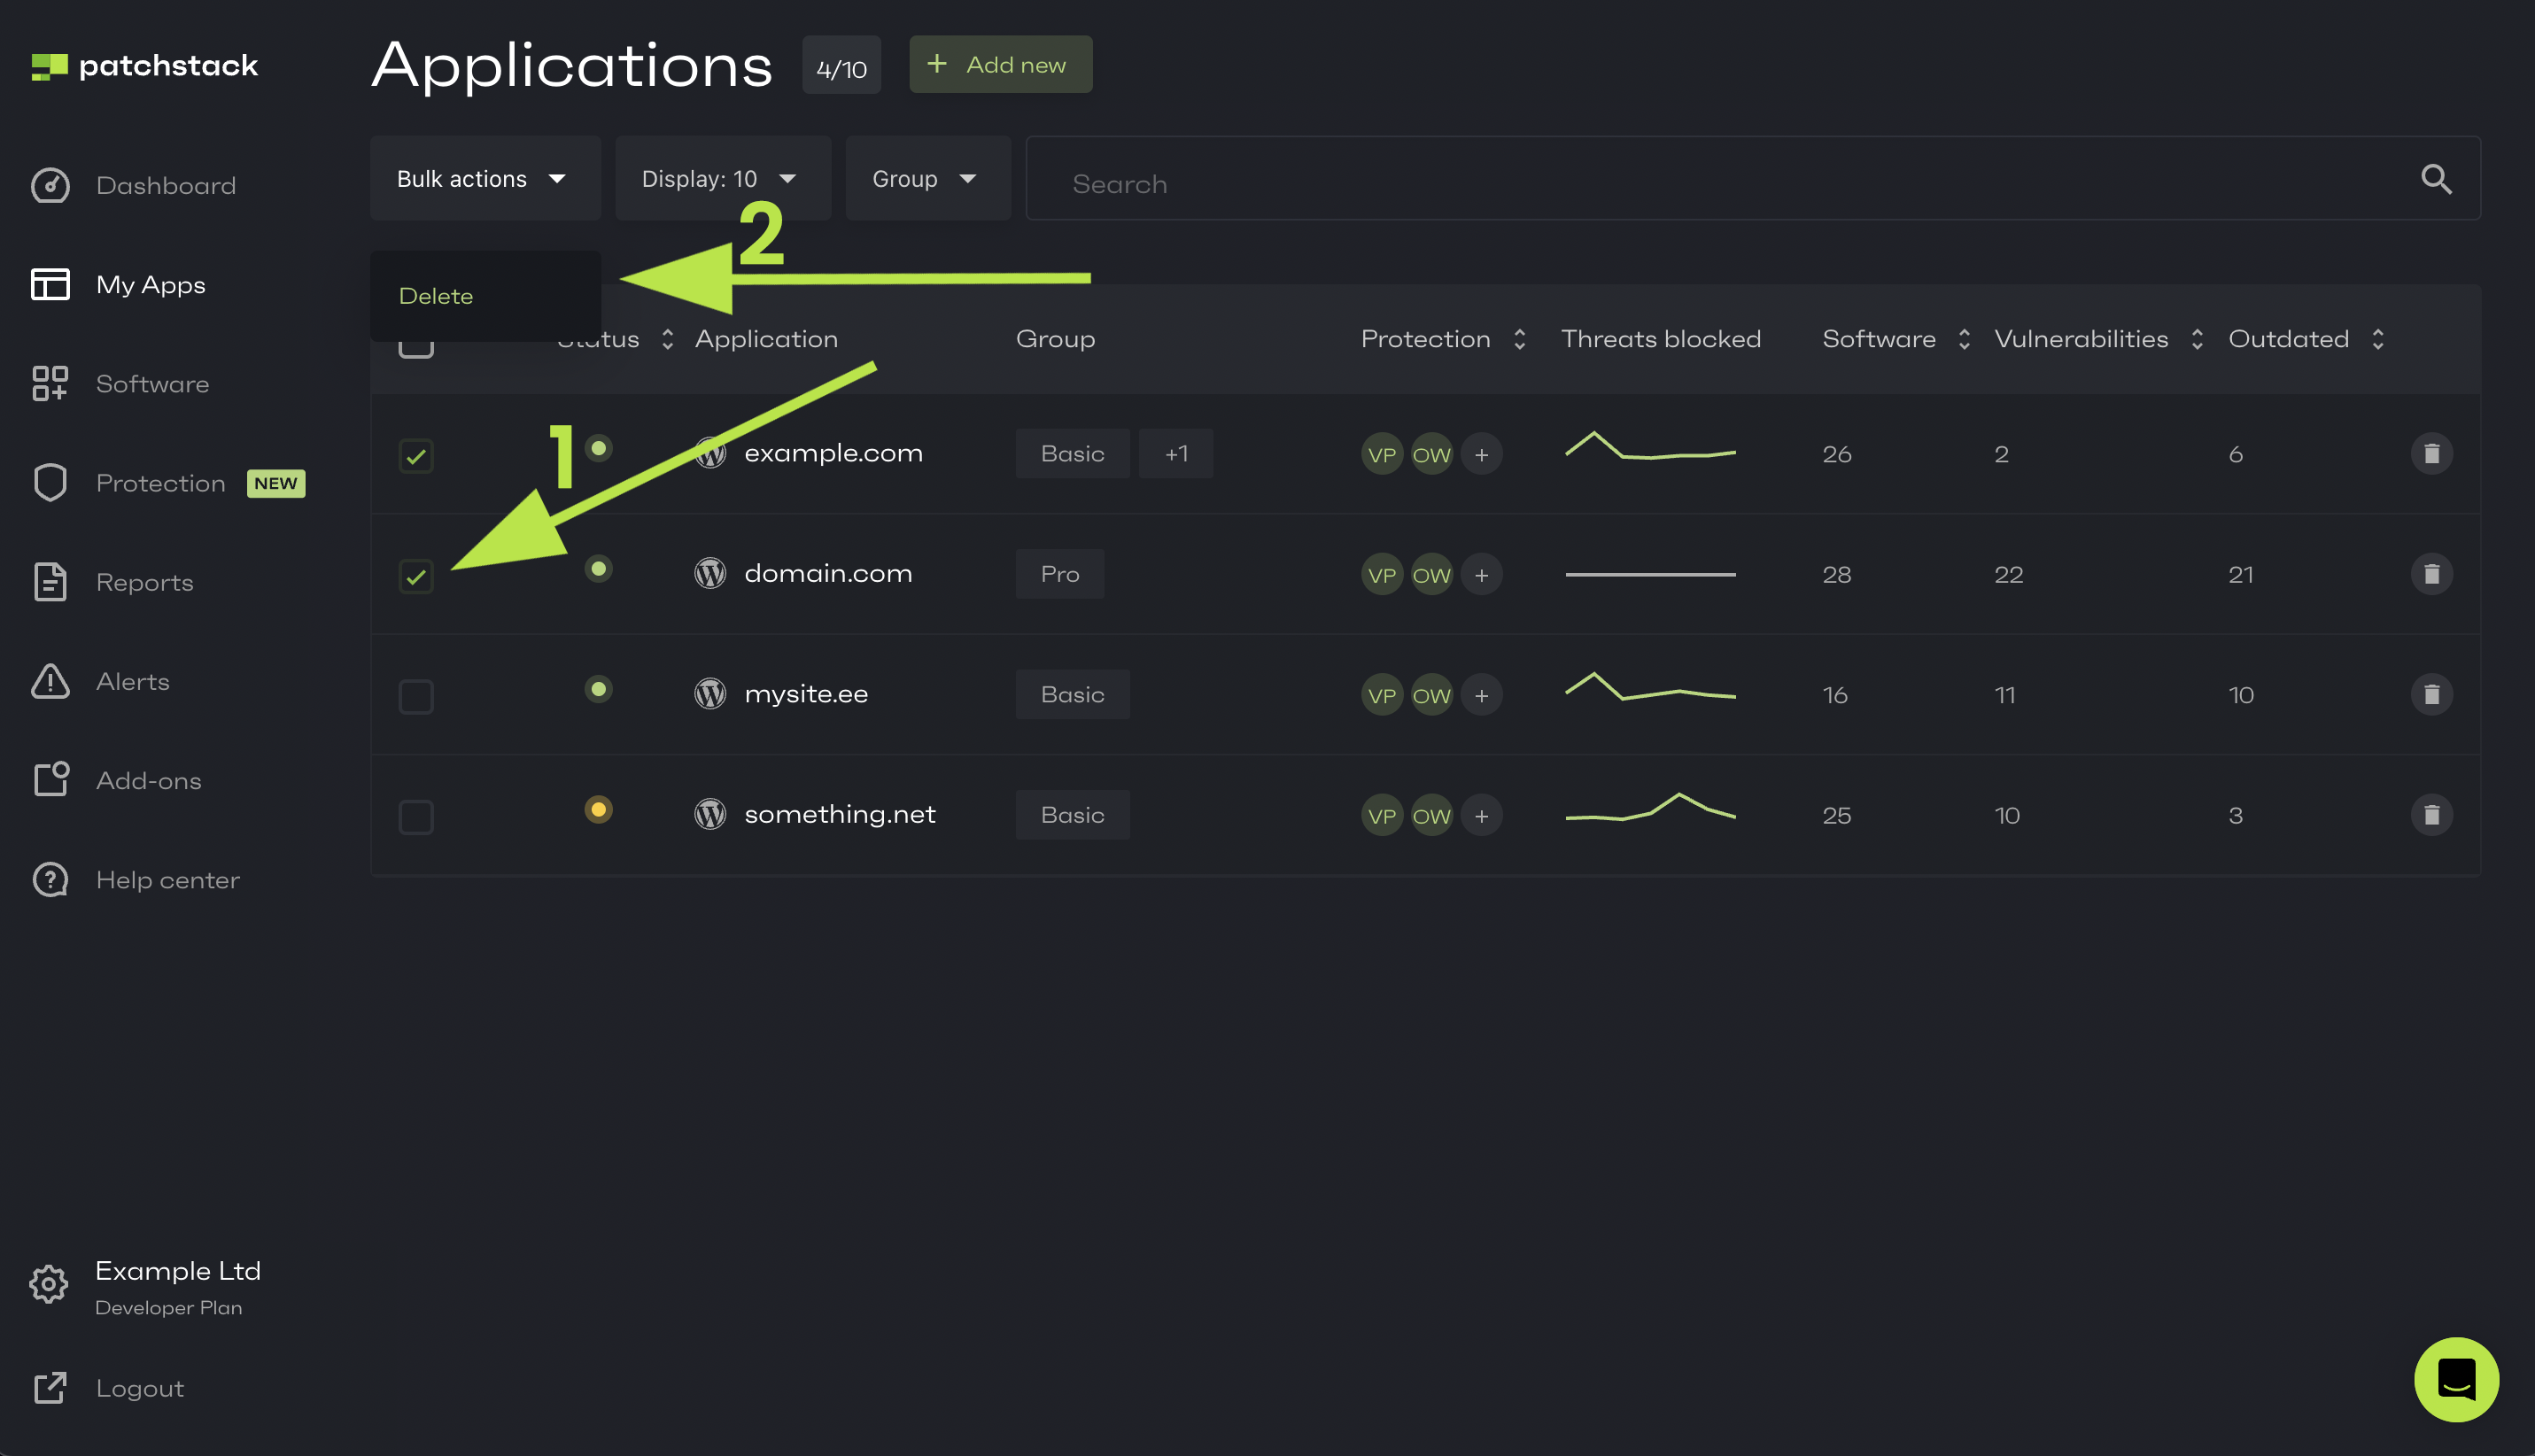 patchstack
Applications 4/10 + Add new
Bulk actions Display: 10 Group Search
Dashboard
My Apps
Software
Protection NEW
Reports
Alerts
Add-ons
Help center
Example Ltd
Developer Plan
Logout
2
Delete
Status Application Group Protection Threats blocked Software Vulnerabilities Outdated
1
example.com Basic +1 VP OW + 26 2 6
domain.com Pro VP OW + 28 22 21
mysite.ee Basic VP OW + 16 11 10
something.net Basic VP OW + 25 10 3